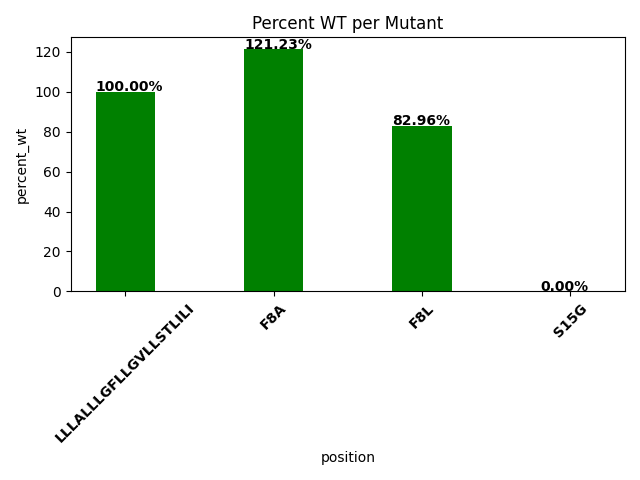 Percent WT per Mutant
percent_wt
120
100
80
60
40
20
0
100.00%
121.23%
82.96%
0.00%
LLLALLLGFLLGVLLSTLILI
F8A
F8L
S15G
position